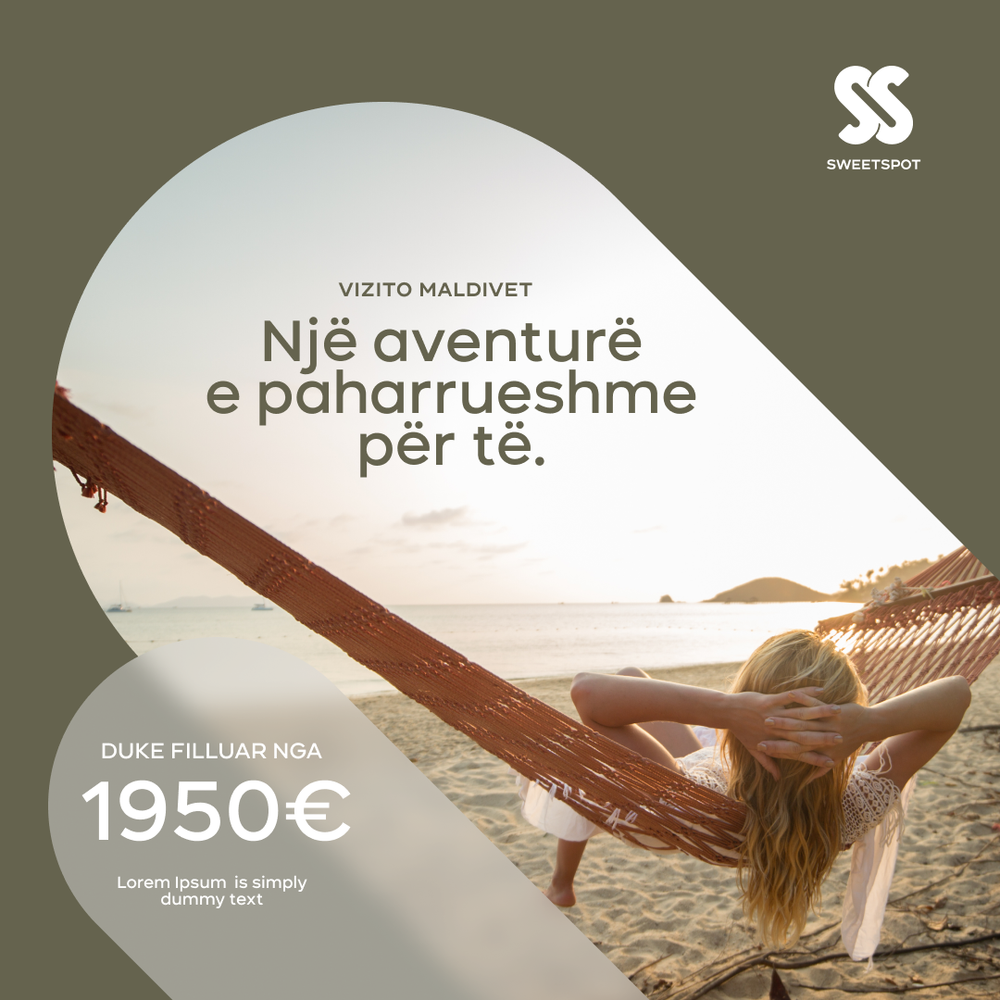 SWEETSPOT
VIZITO MALDIVET
Një aventurë
e paharrueshme
për të.
DUKE FILLUAR NGA
1950€
Lorem Ipsum is simply
dummy text